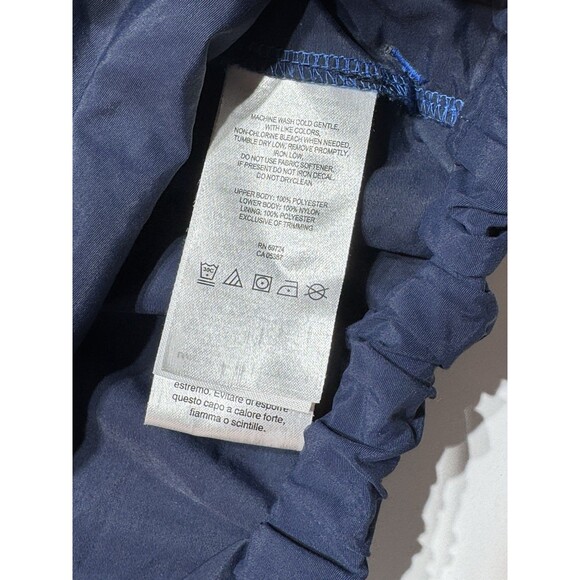 MACHINE WASH COLD GENTLE,
WITH LIKE COLORS,
NON-CHLORINE BLEACH WHEN NEEDED,
TUMBLE DRY LOW, REMOVE PROMPTLY,
IRON LOW,
DO NOT USE FABRIC SOFTENER,
IF PRESENT DO NOT IRON DECAL,
DO NOT DRYCLEAN
UPPER BODY: 100% POLYESTER
LOWER BODY: 100% NYLON
LINING: 100% POLYESTER
EXCLUSIVE OF TRIMMING
RN 69724
CA 05357
30C
estremo. Evitare di esporre
questo capo a calore forte,
fiamma o scintille.